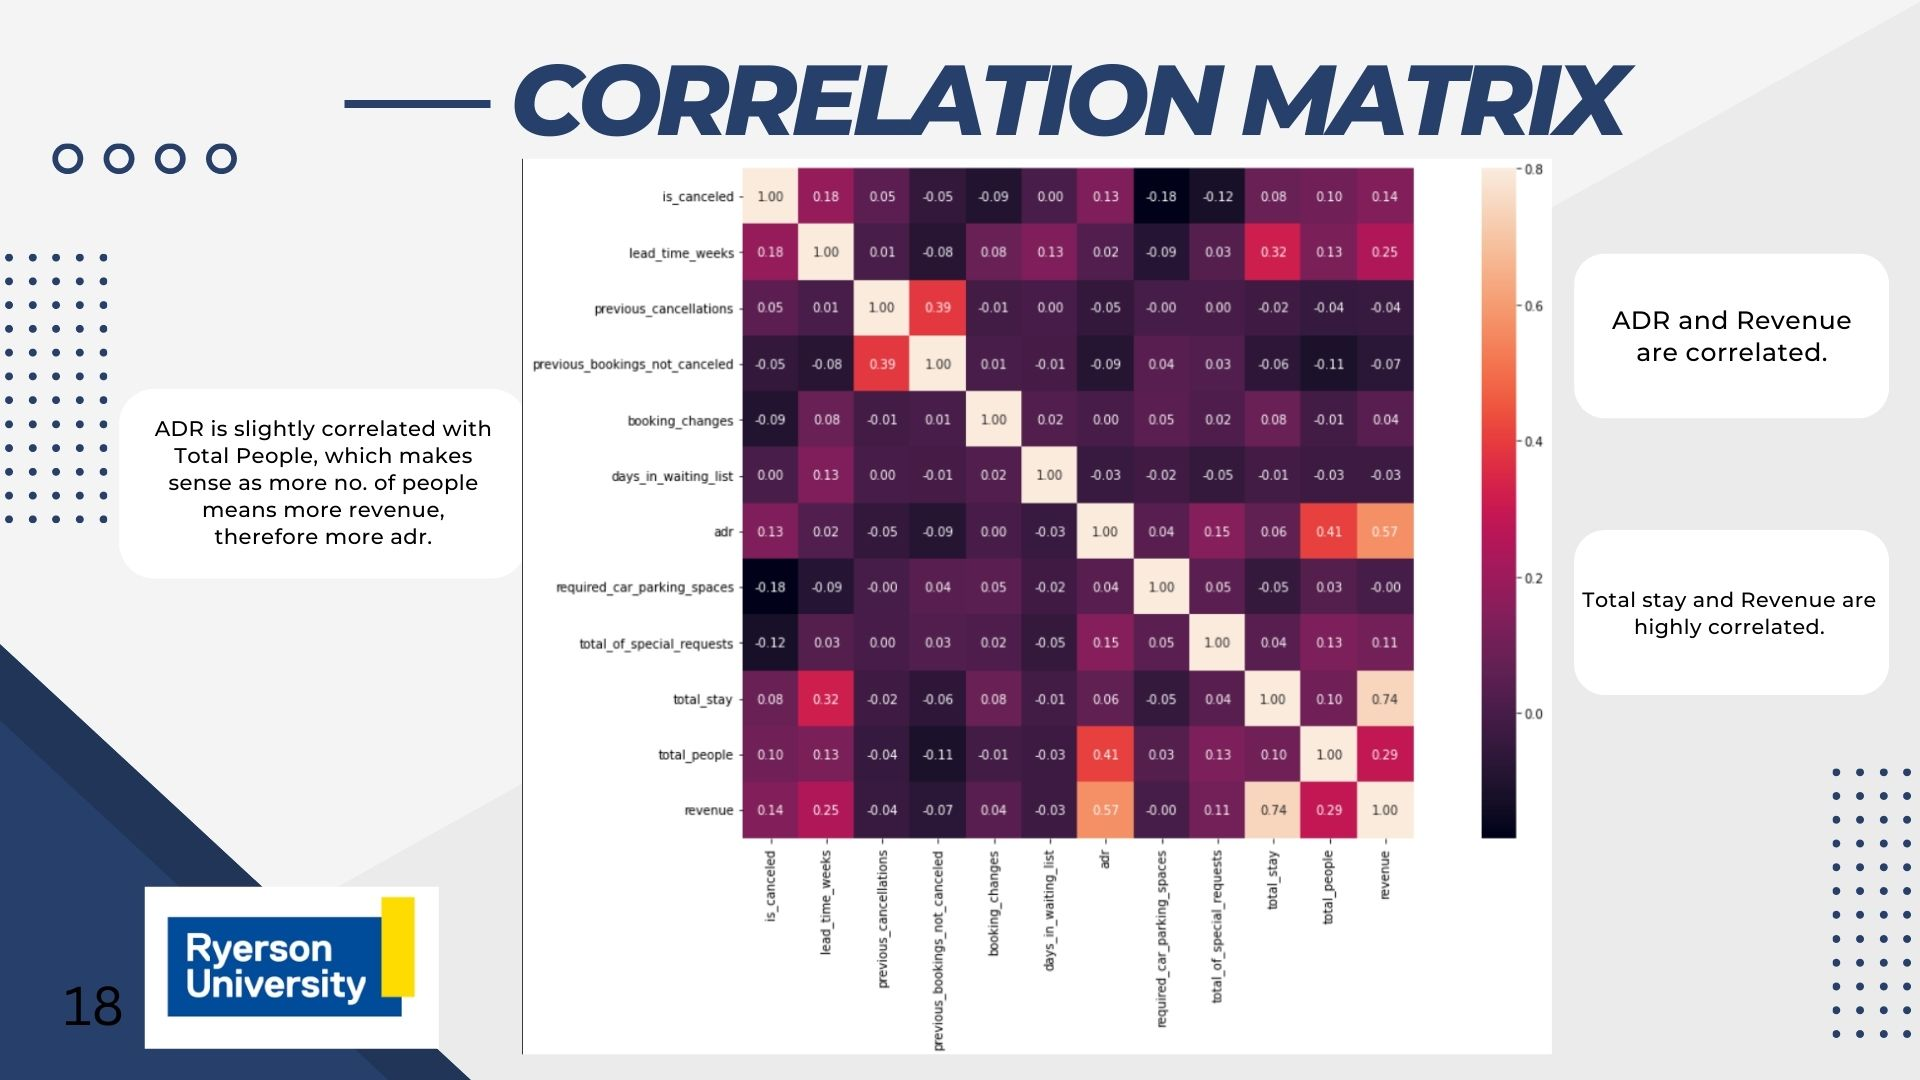 CORRELATION MATRIX
is_canceled 1.00 0.18 0.05 -0.05 -0.09 0.00 0.13 -0.18 -0.12 0.08 0.10 0.14
lead_time_weeks 0.18 1.00 0.01 -0.08 0.08 0.13 0.02 -0.09 0.03 0.32 0.13 0.25
previous_cancellations 0.05 0.01 1.00 0.39 -0.01 0.00 -0.05 -0.00 0.00 -0.02 -0.04 -0.04
previous_bookings_not_canceled -0.05 -0.08 0.39 1.00 0.01 -0.01 -0.09 0.04 0.03 -0.06 -0.11 -0.07
booking_changes -0.09 0.08 -0.01 0.01 1.00 0.02 0.00 0.05 0.02 0.08 -0.01 0.04
days_in_waiting_list 0.00 0.13 0.00 -0.01 0.02 1.00 -0.03 -0.02 -0.05 -0.01 -0.03 -0.03
adr 0.13 0.02 -0.05 -0.09 0.00 -0.03 1.00 0.04 0.15 0.06 0.41 0.57
required_car_parking_spaces -0.18 -0.09 -0.00 0.04 0.05 -0.02 0.04 1.00 0.05 -0.05 0.03 -0.00
total_of_special_requests -0.12 0.03 0.00 0.03 0.02 -0.05 0.15 0.05 1.00 0.04 0.13 0.11
total_stay 0.08 0.32 -0.02 -0.06 0.08 -0.01 0.06 -0.05 0.04 1.00 0.10 0.74
total_people 0.10 0.13 -0.04 -0.11 -0.01 -0.03 0.41 0.03 0.13 0.10 1.00 0.29
revenue 0.14 0.25 -0.04 -0.07 0.04 -0.03 0.57 -0.00 0.11 0.74 0.29 1.00
is_canceled
lead_time_weeks
previous_cancellations
previous_bookings_not_canceled
booking_changes
days_in_waiting_list
adr
required_car_parking_spaces
total_of_special_requests
total_stay
total_people
revenue
0.8
0.6
0.4
0.2
0.0
ADR is slightly correlated with
Total People, which makes
sense as more no. of people
means more revenue,
therefore more adr.
ADR and Revenue
are correlated.
Total stay and Revenue are
highly correlated.
Ryerson
University
18